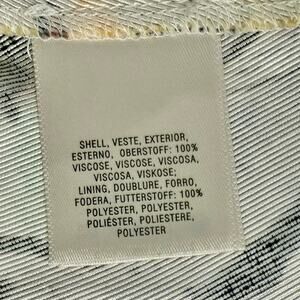 SHELL, VESTE, EXTERIOR,
ESTERNO, OBERSTOFF: 100%
VISCOSE, VISCOSE, VISCOSA,
VISCOSA, VISKOSE;
LINING, DOUBLURE, FORRO,
FODERA, FUTTERSTOFF: 100%
POLYESTER, POLYESTER,
POLIÉSTER, POLIESTERE,
POLYESTER